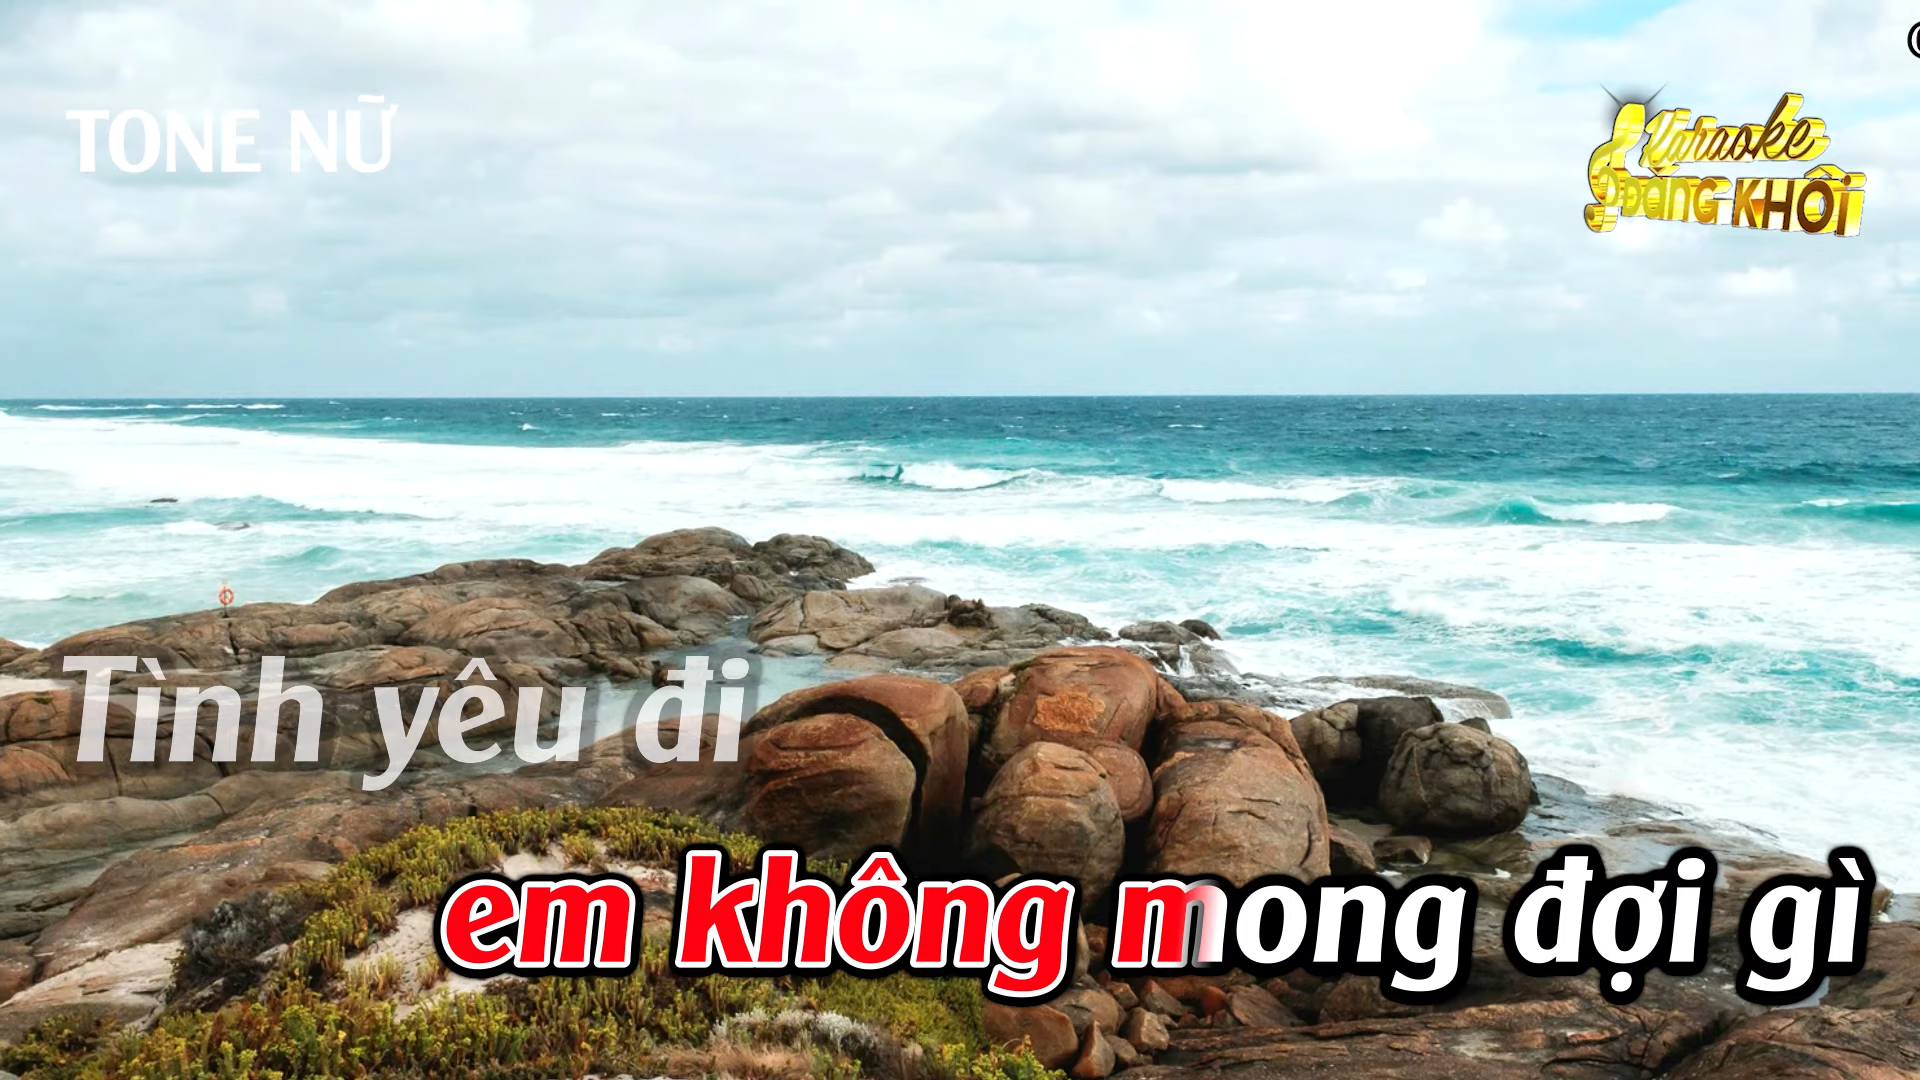 TONE NỮ
Karaoke
ĐĂNG KHÔI
Tình yêu đi
em không mong đợi gì